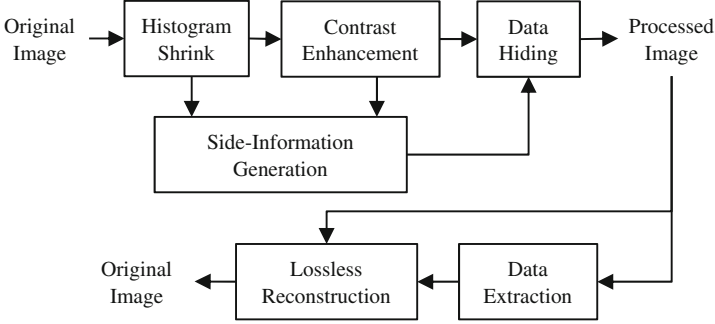 Original
Image
Histogram
Shrink
Contrast
Enhancement
Data
Hiding
Processed
Image
Side-Information
Generation
Original
Image
Lossless
Reconstruction
Data
Extraction